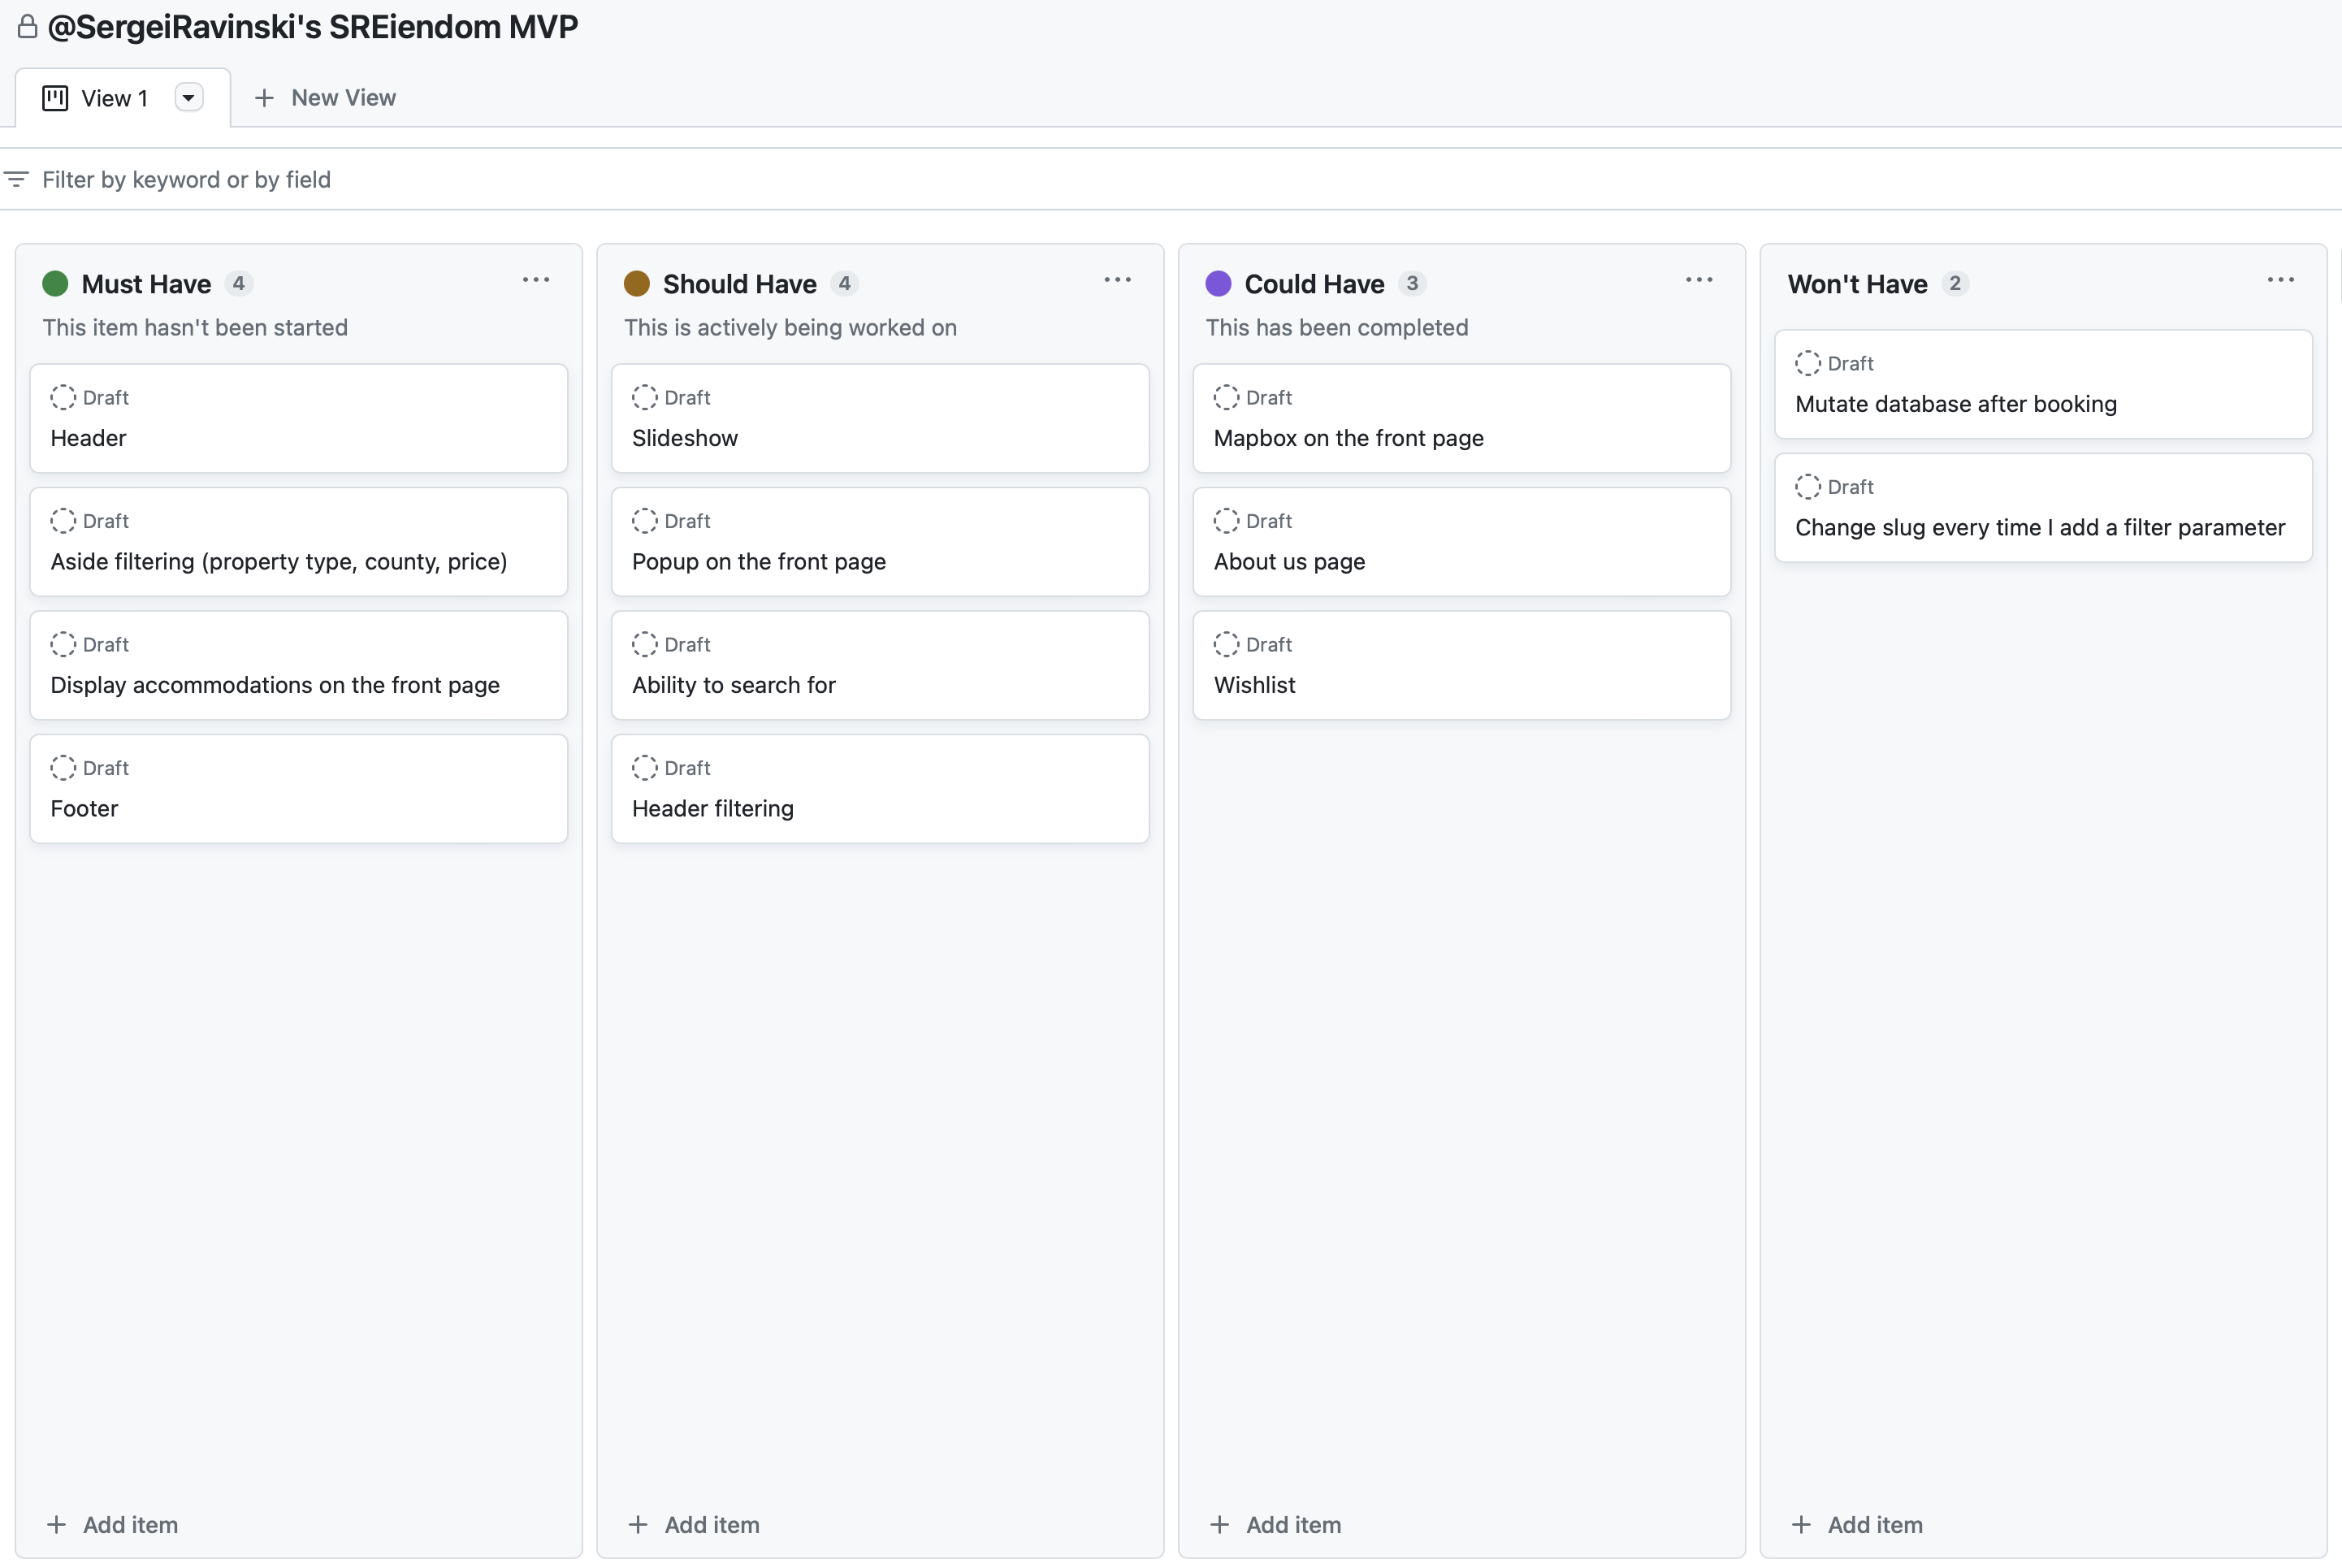 @SergeiRavinski's SREiendom MVP
View 1
New View
Filter by keyword or by field
Must Have 4
This item hasn't been started
Draft
Header
Draft
Aside filtering (property type, county, price)
Draft
Display accommodations on the front page
Draft
Footer
Add item
Should Have 4
This is actively being worked on
Draft
Slideshow
Draft
Popup on the front page
Draft
Ability to search for
Draft
Header filtering
Add item
Could Have 3
This has been completed
Draft
Mapbox on the front page
Draft
About us page
Draft
Wishlist
Add item
Won't Have 2
Draft
Mutate database after booking
Draft
Change slug every time I add a filter parameter
Add item